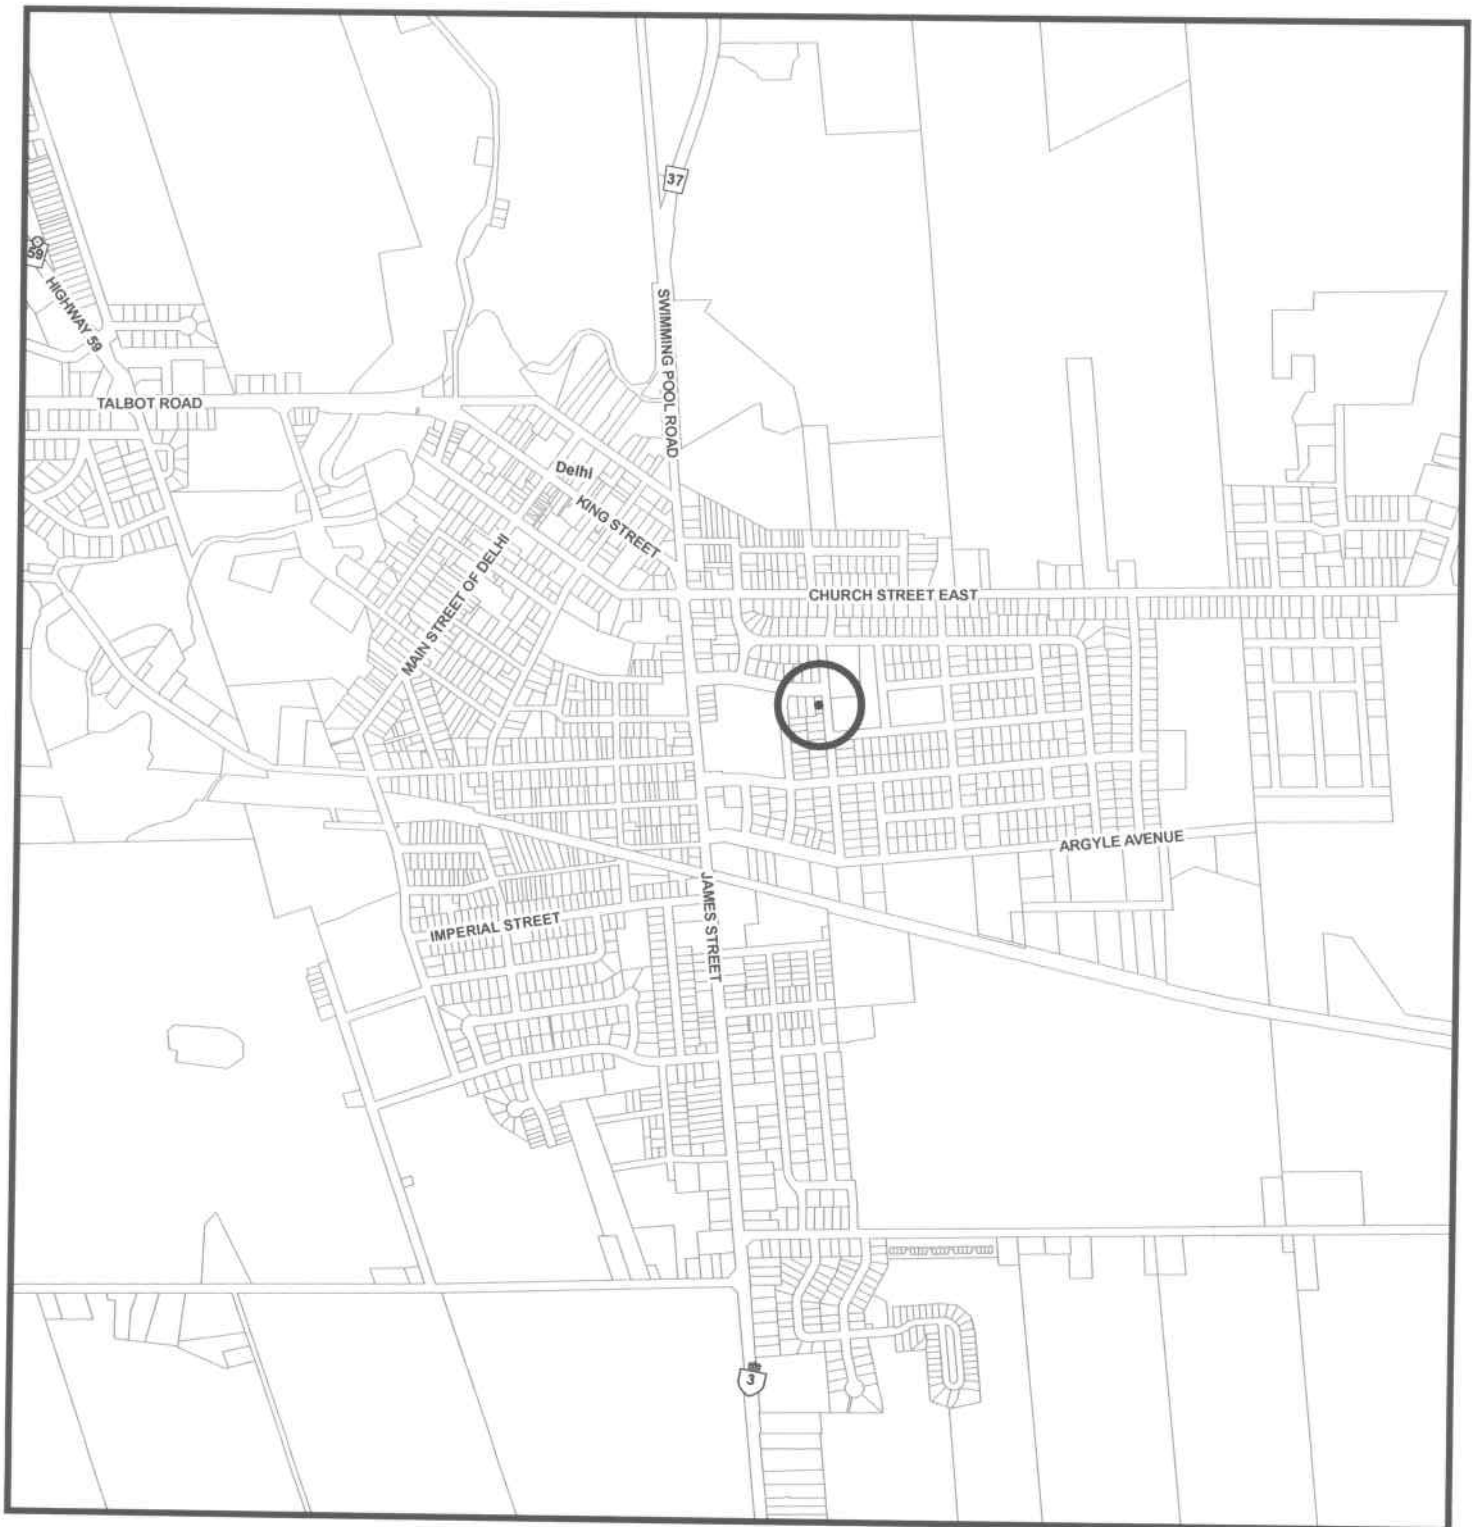 37
59
HIGHWAY 59
SWIMMING POOL ROAD
TALBOT ROAD
Delhi
KING STREET
MAIN STREET OF DELHI
CHURCH STREET EAST
ARGYLE AVENUE
JAMES STREET
IMPERIAL STREET
3